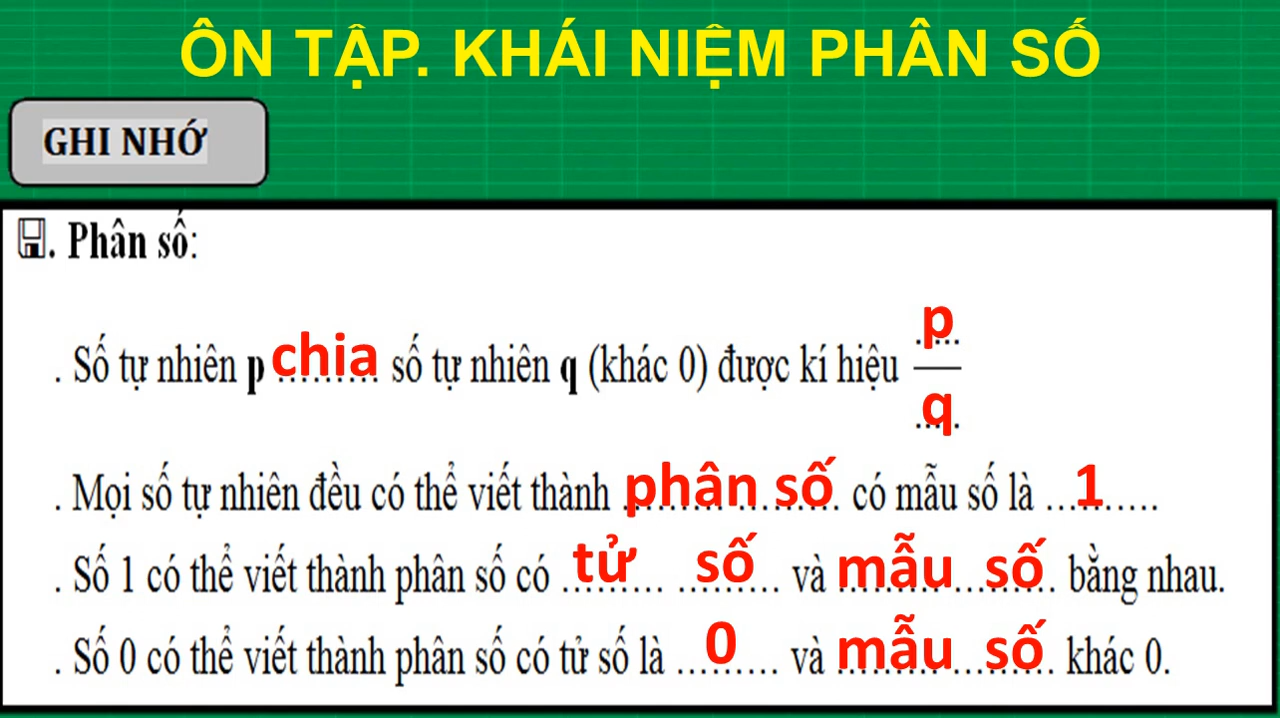 ÔN TẬP. KHÁI NIỆM PHÂN SỐ
GHI NHỚ
. Phân số:
. Số tự nhiên p chia số tự nhiên q (khác 0) được kí hiệu p/q
. Mọi số tự nhiên đều có thể viết thành phân số có mẫu số là 1
. Số 1 có thể viết thành phân số có tử số và mẫu số bằng nhau.
. Số 0 có thể viết thành phân số có tử số là 0 và mẫu số khác 0.